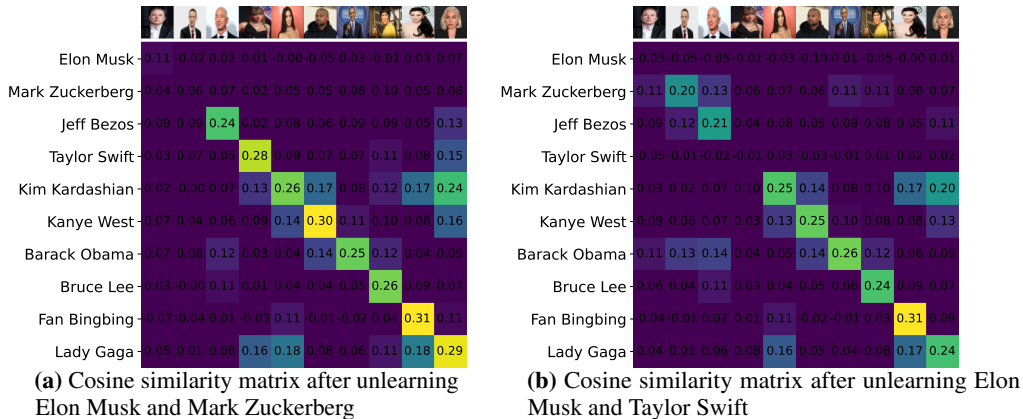 Elon Musk -0.11 -0.02 0.02 0.01 -0.00 -0.05 0.03 -0.01 0.03 0.07
Mark Zuckerberg 0.04 0.06 0.07 0.02 0.05 0.05 0.08 0.10 0.05 0.08
Jeff Bezos 0.09 0.09 0.24 0.02 0.08 0.06 0.09 0.09 0.05 0.13
Taylor Swift 0.03 0.07 0.05 0.28 0.09 0.07 0.07 0.11 0.08 0.15
Kim Kardashian 0.02 -0.00 0.07 0.13 0.26 0.17 0.08 0.12 0.17 0.24
Kanye West 0.07 0.04 0.06 0.09 0.14 0.30 0.11 0.10 0.08 0.16
Barack Obama 0.07 0.07 0.12 0.03 0.04 0.14 0.25 0.12 0.04 0.09
Bruce Lee 0.03 -0.00 0.11 0.01 0.04 0.04 0.05 0.26 0.09 0.07
Fan Bingbing -0.07 -0.04 0.01 -0.03 0.11 -0.01 -0.02 0.04 0.31 0.11
Lady Gaga 0.05 0.01 0.08 0.16 0.18 0.08 0.06 0.11 0.18 0.29
(a) Cosine similarity matrix after unlearning
Elon Musk and Mark Zuckerberg
Elon Musk -0.03 -0.05 -0.05 -0.01 -0.03 -0.10 0.01 -0.05 -0.00 0.01
Mark Zuckerberg 0.11 0.20 0.13 0.06 0.07 0.06 0.11 0.11 0.08 0.07
Jeff Bezos 0.09 0.12 0.21 0.04 0.08 0.05 0.09 0.08 0.05 0.11
Taylor Swift -0.05 -0.01 -0.02 -0.05 -0.03 -0.03 -0.01 0.01 0.02 0.02
Kim Kardashian 0.03 0.02 0.07 0.10 0.25 0.14 0.08 0.10 0.17 0.20
Kanye West 0.09 0.06 0.07 0.03 0.13 0.25 0.10 0.08 0.08 0.13
Barack Obama 0.11 0.13 0.14 0.05 0.05 0.14 0.26 0.12 0.06 0.09
Bruce Lee 0.04 0.06 0.11 0.03 0.04 0.05 0.06 0.24 0.09 0.07
Fan Bingbing 0.11 -0.02 -0.01 0.03 0.31 0.09
Lady Gaga 0.04 0.01 0.06 0.08 0.16 0.05 0.04 0.08 0.17 0.24
(b) Cosine similarity matrix after unlearning Elon
Musk and Taylor Swift